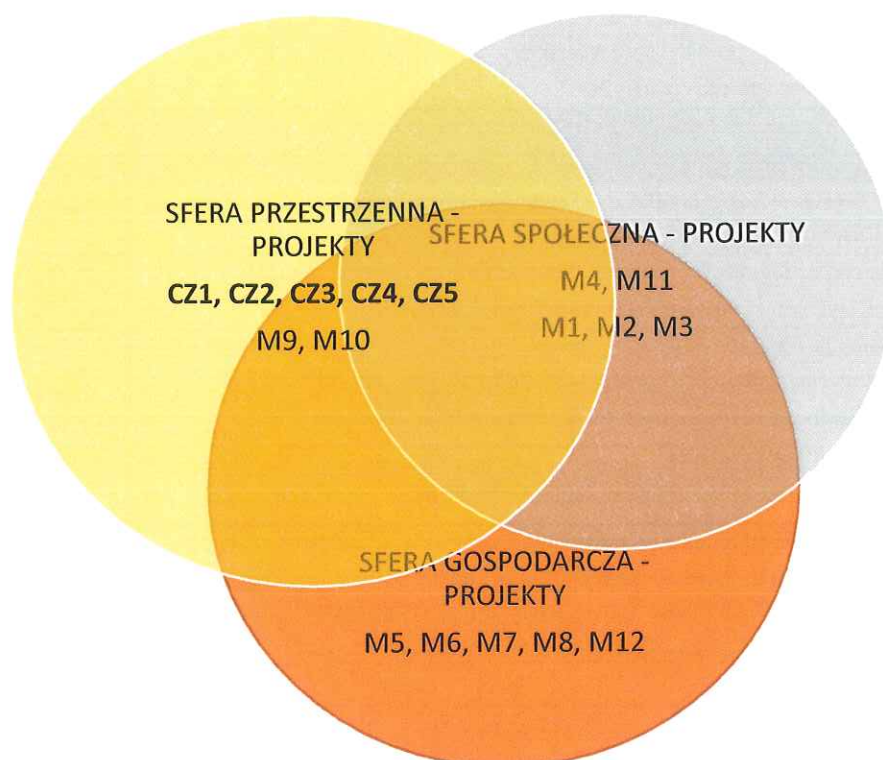 SFERA PRZESTRZENNA -
PROJEKTY
CZ1, CZ2, CZ3, CZ4, CZ5
M9, M10
SFERA SPOŁECZNA - PROJEKTY
M4, M11
M1, M2, M3
SFERA GOSPODARCZA -
PROJEKTY
M5, M6, M7, M8, M12